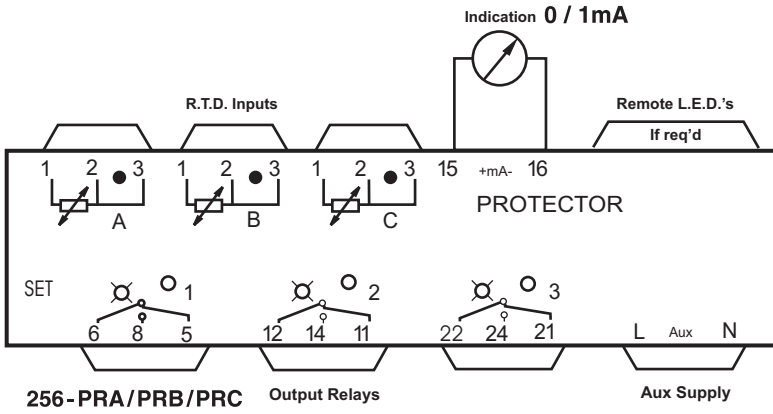 Indication 0 / 1mA
R.T.D. Inputs
Remote L.E.D.'s
If req'd
1 2 3 1 2 3 1 2 3 15 +mA- 16
A B C PROTECTOR
SET 1 2 3
6 8 5 12 14 11 22 24 21 L Aux N
256-PRA/PRB/PRC Output Relays Aux Supply